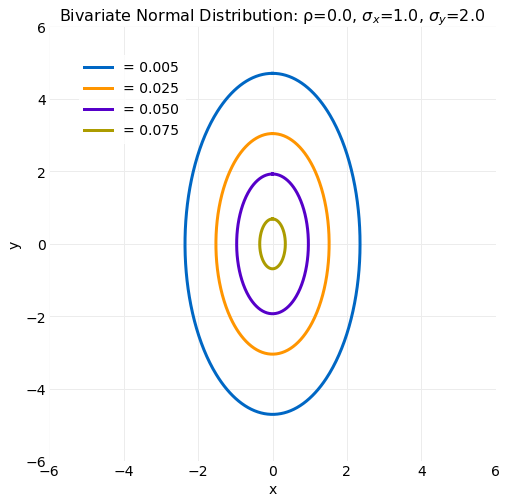 Bivariate Normal Distribution: ρ=0.0, σx=1.0, σy=2.0
= 0.005
= 0.025
= 0.050
= 0.075
6
4
2
0
−2
−4
−6
y
−6 −4 −2 0 2 4 6
x